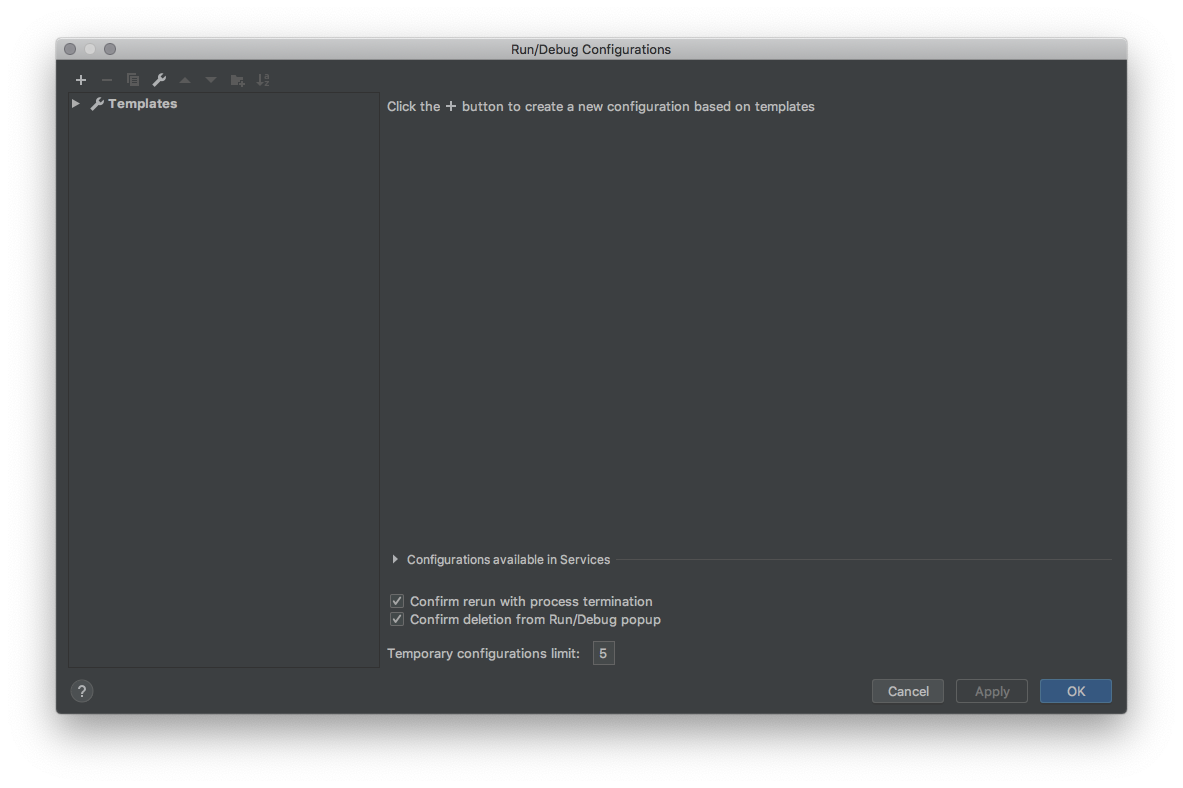 Run/Debug Configurations
Templates
Click the + button to create a new configuration based on templates
Configurations available in Services
Confirm rerun with process termination
Confirm deletion from Run/Debug popup
Temporary configurations limit: 5
? Cancel Apply OK